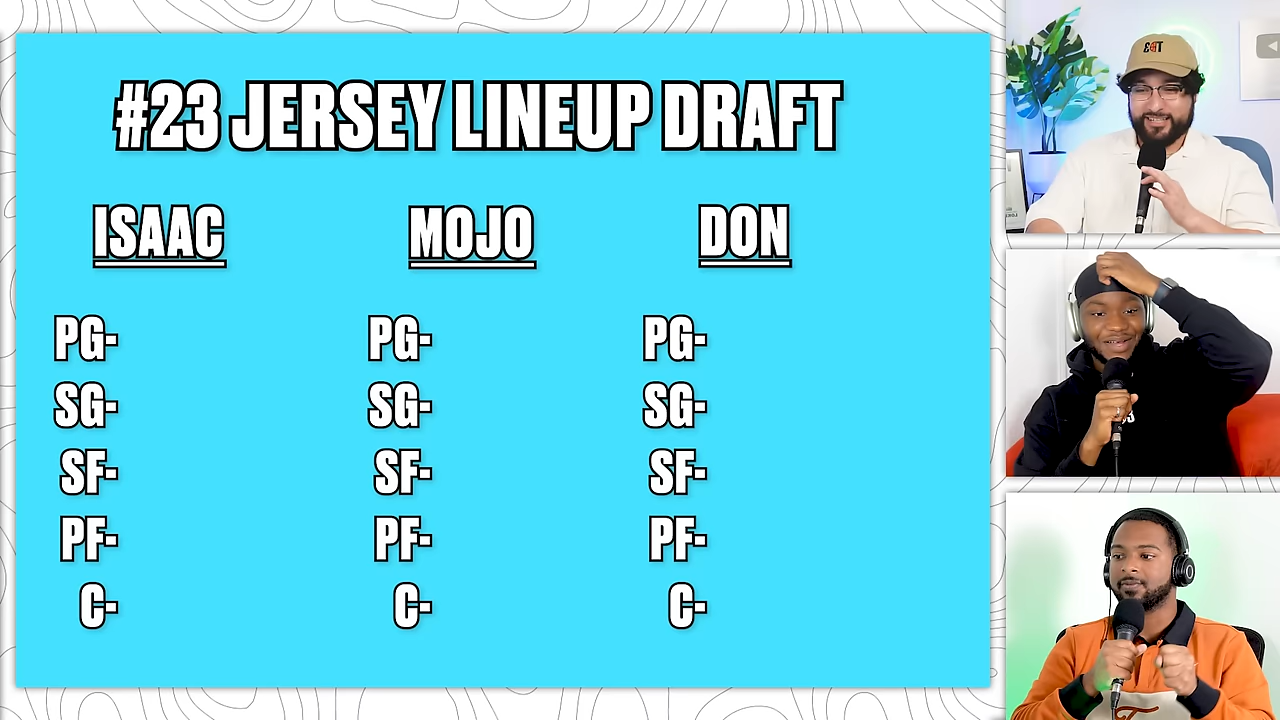 #23 JERSEY LINEUP DRAFT
ISAAC
PG-
SG-
SF-
PF-
C-
MOJO
PG-
SG-
SF-
PF-
C-
DON
PG-
SG-
SF-
PF-
C-